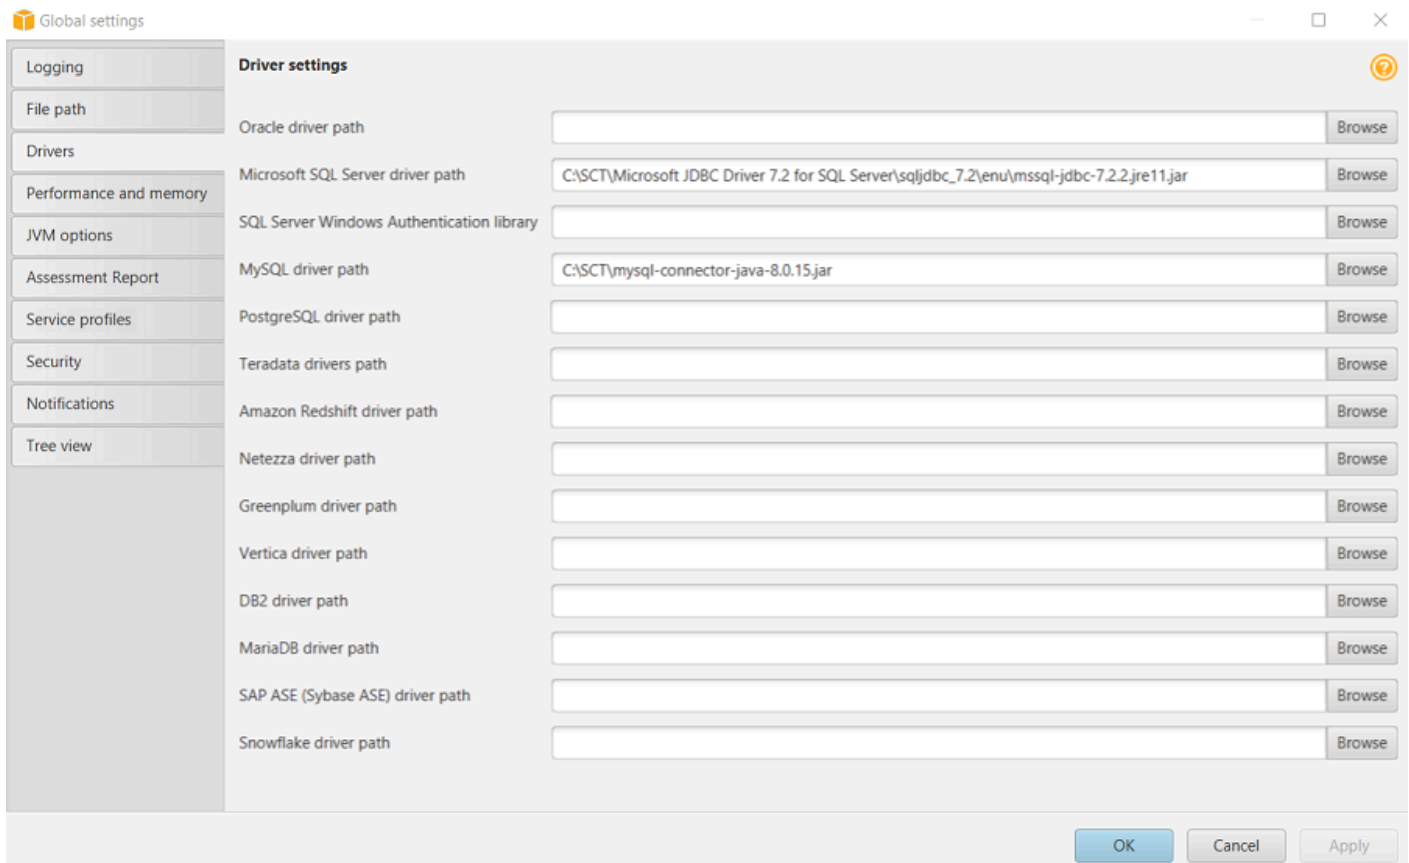 Global settings
Logging
File path
Drivers
Performance and memory
JVM options
Assessment Report
Service profiles
Security
Notifications
Tree view
Driver settings
Oracle driver path Browse
Microsoft SQL Server driver path C:\SCT\Microsoft JDBC Driver 7.2 for SQL Server\sqljdbc_7.2\enu\mssql-jdbc-7.2.2.jre11.jar Browse
SQL Server Windows Authentication library Browse
MySQL driver path C:\SCT\mysql-connector-java-8.0.15.jar Browse
PostgreSQL driver path Browse
Teradata drivers path Browse
Amazon Redshift driver path Browse
Netezza driver path Browse
Greenplum driver path Browse
Vertica driver path Browse
DB2 driver path Browse
MariaDB driver path Browse
SAP ASE (Sybase ASE) driver path Browse
Snowflake driver path Browse
OK Cancel Apply